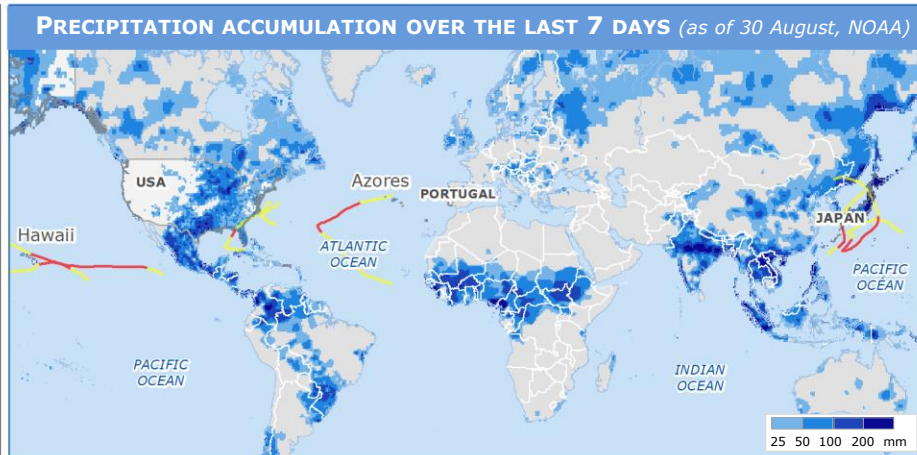 PRECIPITATION ACCUMULATION OVER THE LAST 7 DAYS (as of 30 August, NOAA)
USA
Azores
PORTUGAL
JAPAN
Hawaii
ATLANTIC
OCEAN
PACIFIC
OCEAN
PACIFIC
OCEAN
INDIAN
OCEAN
25 50 100 200 mm